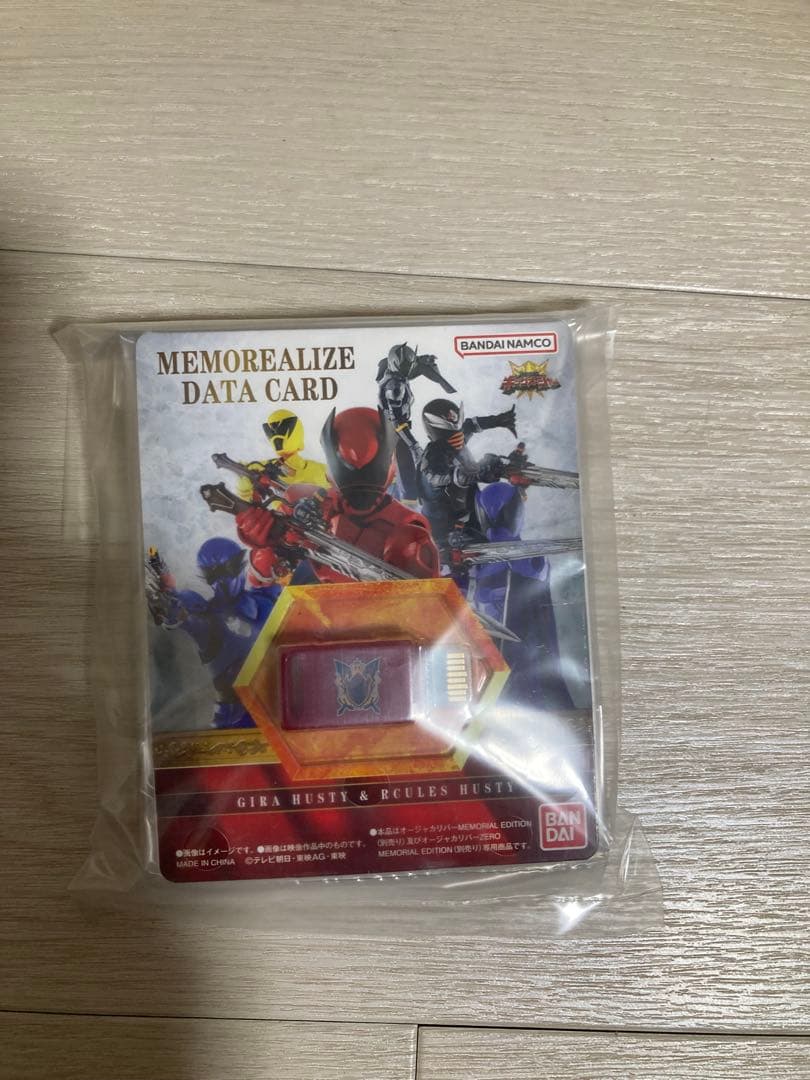 MEMOREALIZE
DATA CARD
BANDAI NAMCO
GIRA HUSTY & RCULES HUSTY
●画像はイメージです。●画像は映像作品中のものです。
MADE IN CHINA ©テレビ朝日・東映AG・東映
●本品はオージャカリバーMEMORIAL EDITION
(別売り)及びオージャカリバーZERO
MEMORIAL EDITION(別売り)専用商品です。
BAN
DAI